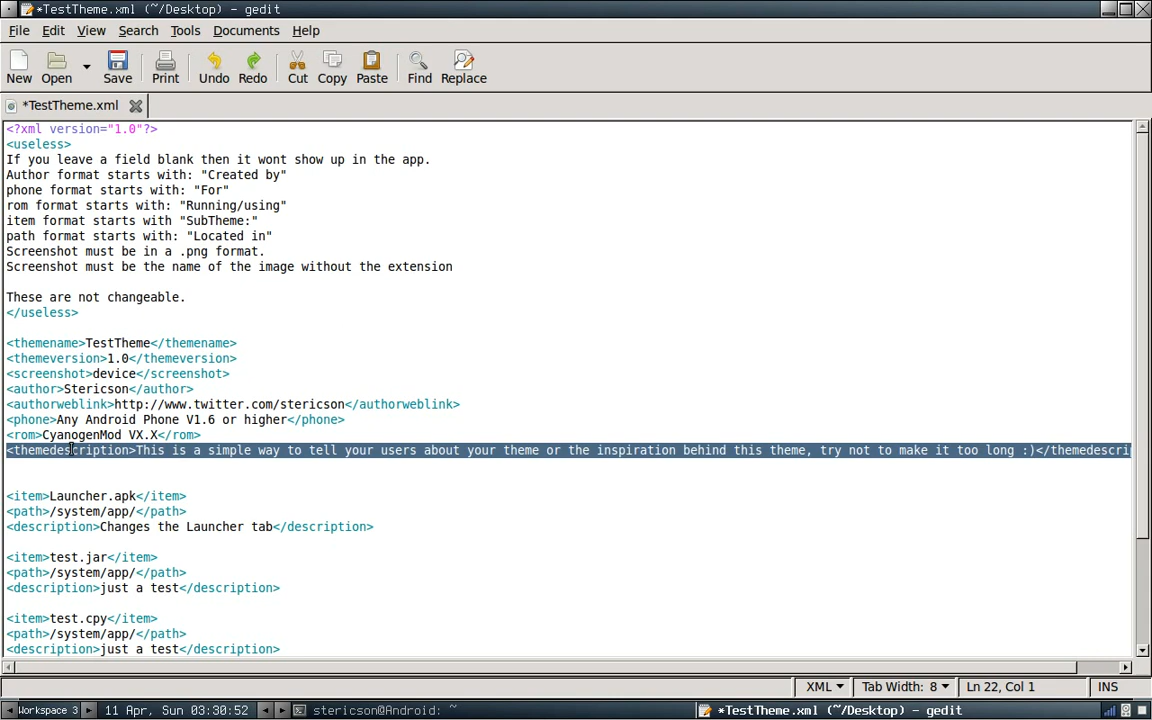 *TestTheme.xml (~/Desktop) - gedit
File Edit View Search Tools Documents Help
New Open Save Print Undo Redo Cut Copy Paste Find Replace
*TestTheme.xml
<?xml version="1.0"?>
<useless>
If you leave a field blank then it wont show up in the app.
Author format starts with: "Created by"
phone format starts with: "For"
rom format starts with: "Running/using"
item format starts with "SubTheme:"
path format starts with: "Located in"
Screenshot must be in a .png format.
Screenshot must be the name of the image without the extension
These are not changeable.
</useless>
<themename>TestTheme</themename>
<themeversion>1.0</themeversion>
<screenshot>device</screenshot>
<author>Stericson</author>
<authorweblink>http://www.twitter.com/stericson</authorweblink>
<phone>Any Android Phone V1.6 or higher</phone>
<rom>CyanogenMod VX.X</rom>
<themedescription>This is a simple way to tell your users about your theme or the inspiration behind this theme, try not to make it too long :)</themedescrip
<item>Launcher.apk</item>
<path>/system/app/</path>
<description>Changes the Launcher tab</description>
<item>test.jar</item>
<path>/system/app/</path>
<description>just a test</description>
<item>test.cpy</item>
<path>/system/app/</path>
<description>just a test</description>
XML Tab Width: 8 Ln 22, Col 1 INS
Workspace 3 11 Apr, Sun 03:30:52 stericson@Android: ~ *TestTheme.xml (~/Desktop) - gedit